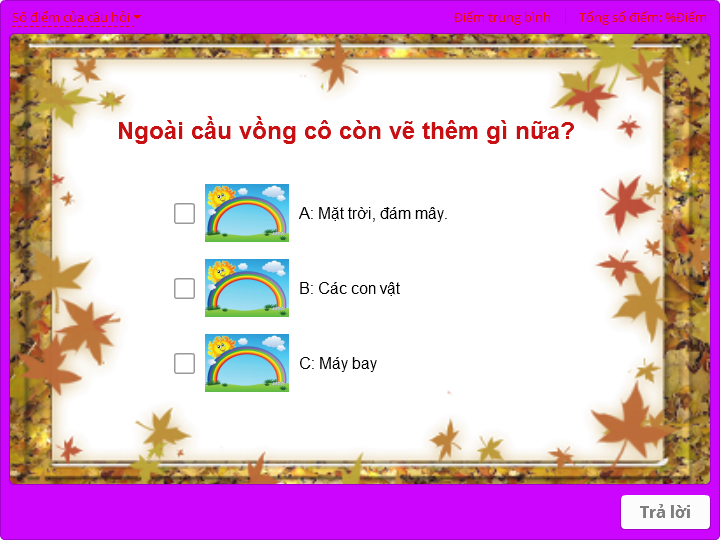 Số điểm của câu hỏi
Điểm trung bình
Tổng số điểm: %Điểm
Ngoài cầu vồng cô còn vẽ thêm gì nữa?
A: Mặt trời, đám mây.
B: Các con vật
C: Máy bay
Trả lời